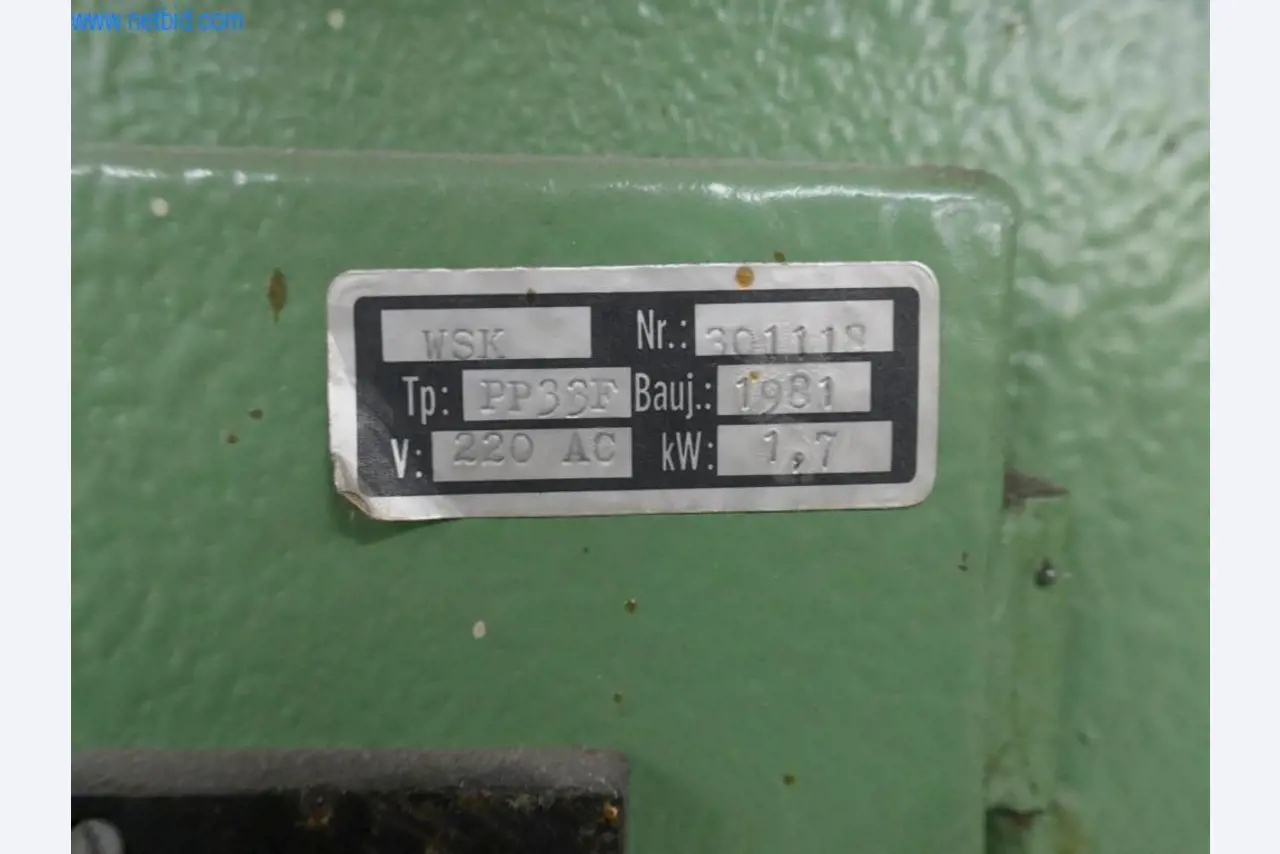 www.netbid.com
WSK Nr.: 301118
Tp: PP33F Bauj.: 1981
V: 220 AC kW: 1,7